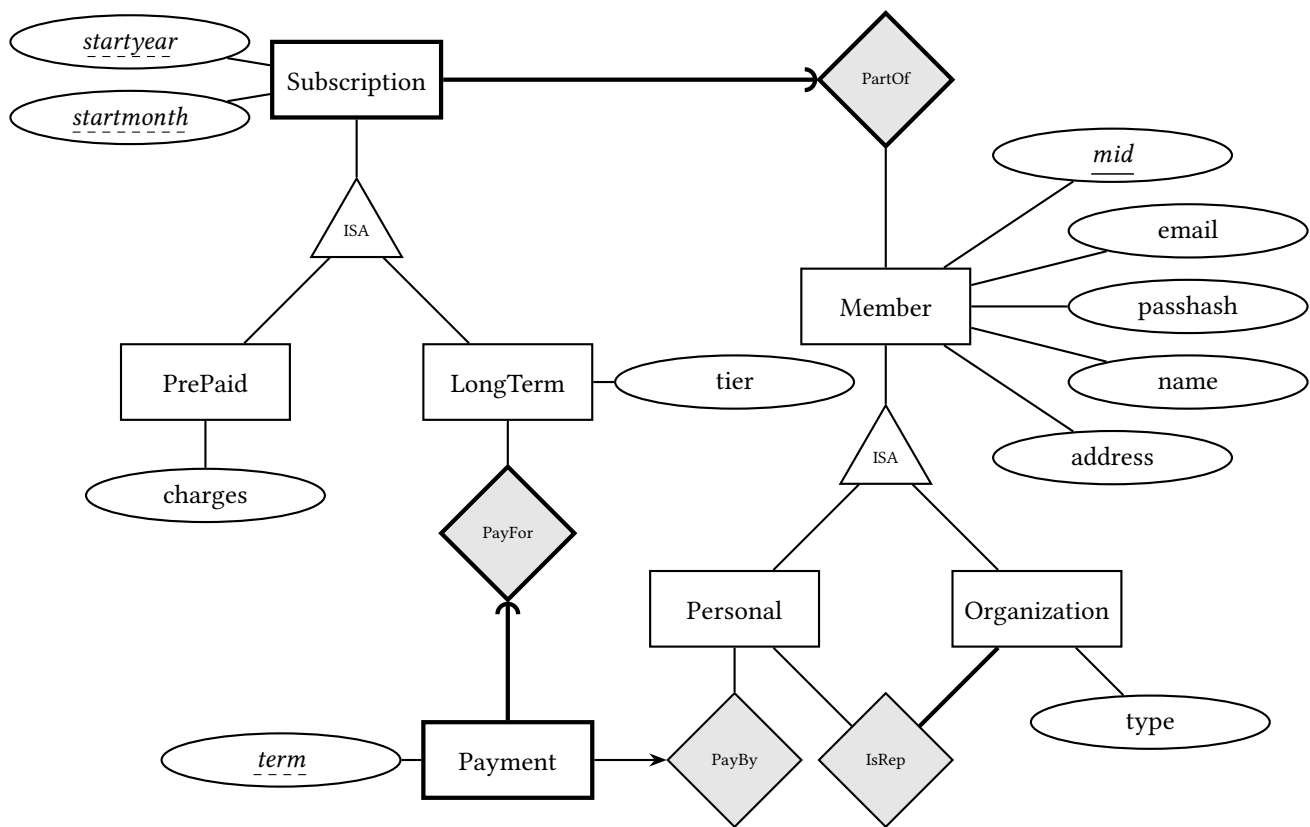 startyear
Subscription
PartOf
startmonth
mid
ISA
email
Member
passhash
PrePaid
LongTerm
tier
name
ISA
address
charges
PayFor
Personal
Organization
type
term
Payment
PayBy
IsRep